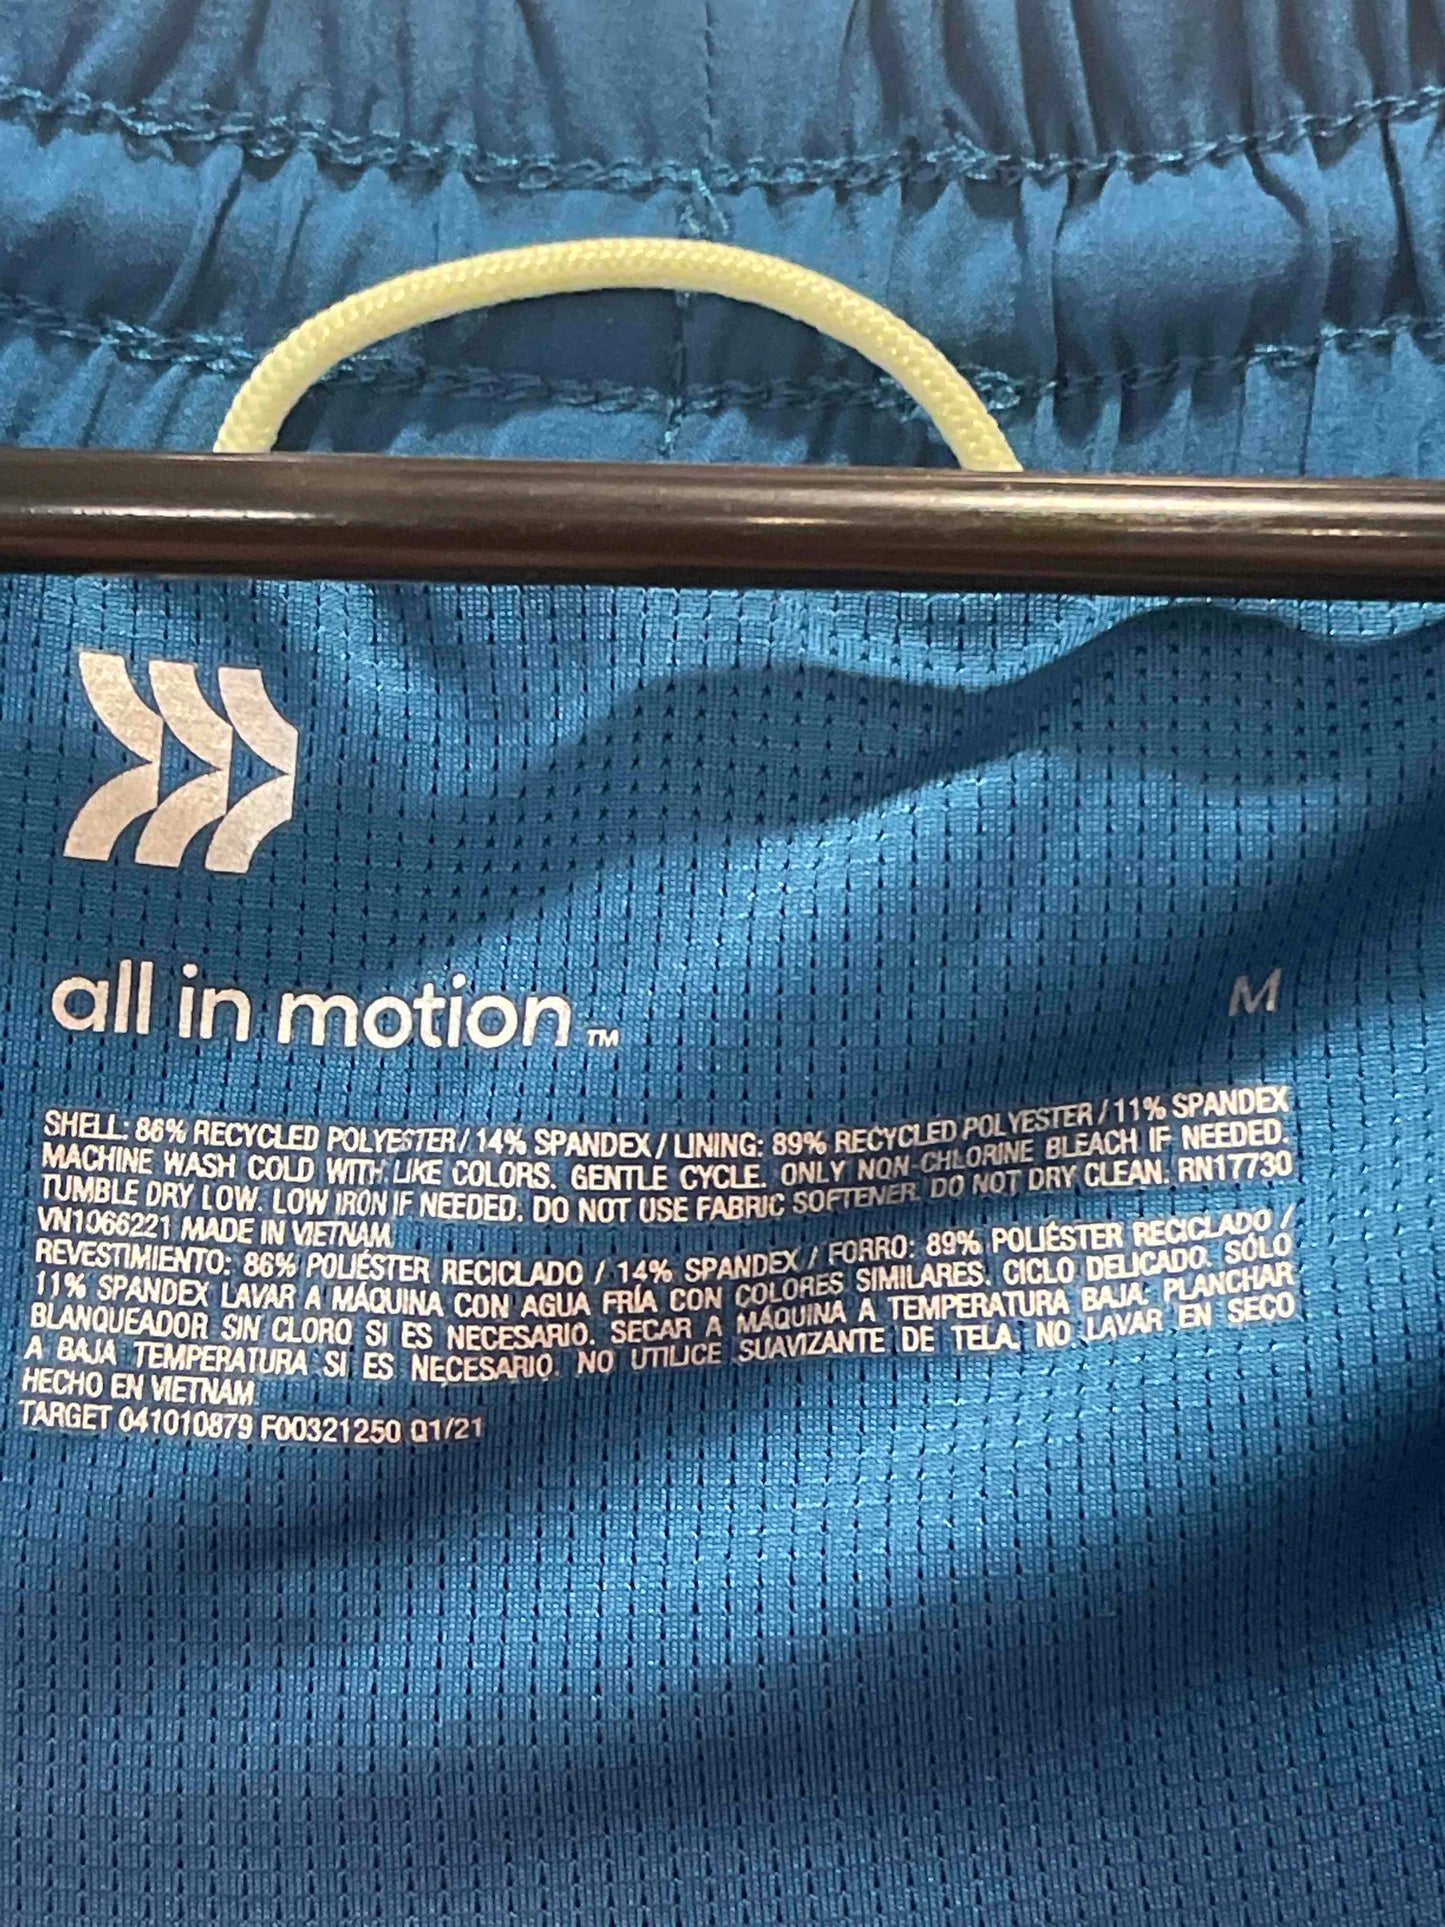 all in motion™
M
SHELL: 86% RECYCLED POLYESTER / 14% SPANDEX / LINING: 89% RECYCLED POLYESTER / 11% SPANDEX
MACHINE WASH COLD WITH LIKE COLORS. GENTLE CYCLE. ONLY NON-CHLORINE BLEACH IF NEEDED.
TUMBLE DRY LOW. LOW IRON IF NEEDED. DO NOT USE FABRIC SOFTENER. DO NOT DRY CLEAN. RN17730
VN1066221 MADE IN VIETNAM
REVESTIMIENTO: 86% POLIÉSTER RECICLADO / 14% SPANDEX / FORRO: 89% POLIÉSTER RECICLADO /
11% SPANDEX LAVAR A MÁQUINA CON AGUA FRÍA CON COLORES SIMILARES. CICLO DELICADO. SÓLO
BLANQUEADOR SIN CLORO SI ES NECESARIO. SECAR A MÁQUINA A TEMPERATURA BAJA. PLANCHAR
A BAJA TEMPERATURA SI ES NECESARIO. NO UTILICE SUAVIZANTE DE TELA. NO LAVAR EN SECO
HECHO EN VIETNAM
TARGET 041010879 F00321250 Q1/21